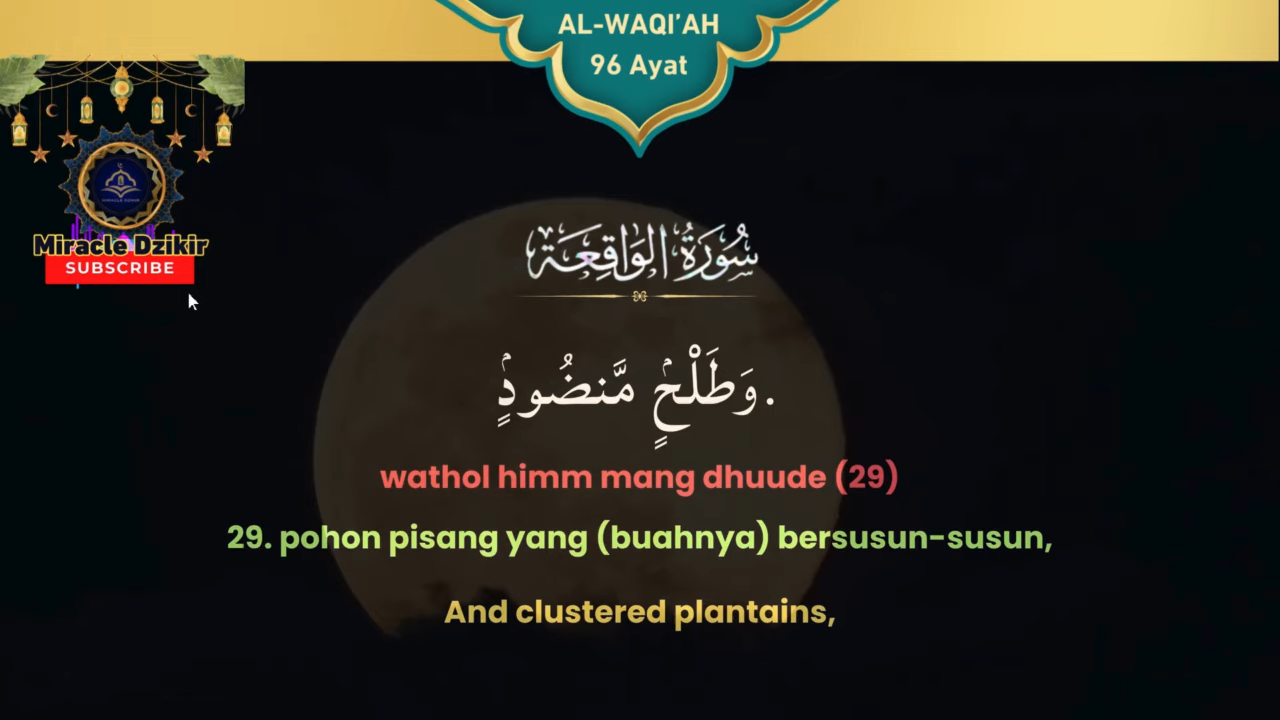 AL-WAQI’AH
96 Ayat
Miracle Dzikir
SUBSCRIBE
سُورَةُ الوَاقِعَة
وَطَلْحٍۢ مَّنضُودٍۢ.
wathol himm mang dhuude (29)
29. pohon pisang yang (buahnya) bersusun-susun,
And clustered plantains,